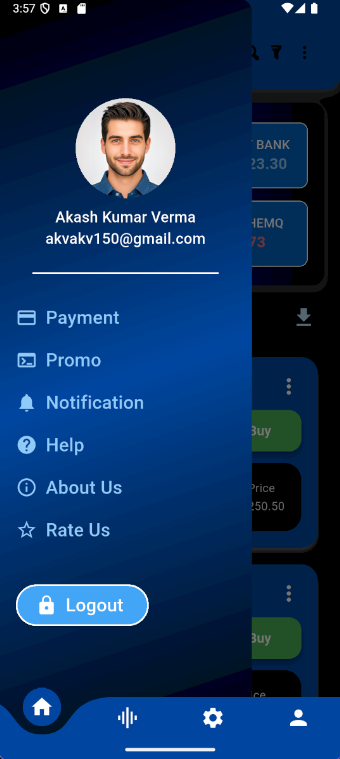 3:57
BANK
23.30
HEMQ
73
Akash Kumar Verma
akvakv150@gmail.com
Payment
Promo
Notification
Help
About Us
Rate Us
Logout
Buy
Price
250.50
Buy